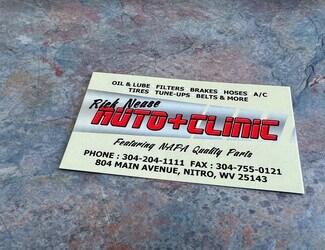 OIL & LUBE FILTERS BRAKES HOSES A/C
TIRES TUNE-UPS BELTS & MORE
Rick Nease
AUTO+CLINIC
Featuring NAPA Quality Parts
PHONE : 304-204-1111 FAX : 304-755-0121
804 MAIN AVENUE, NITRO, WV 25143